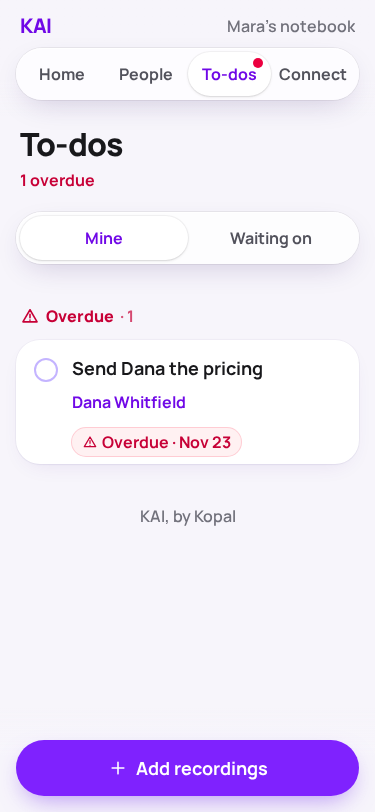 KAI
Mara's notebook
Home
People
To-dos
Connect
To-dos
1 overdue
Mine
Waiting on
Overdue · 1
Send Dana the pricing
Dana Whitfield
Overdue · Nov 23
KAI, by Kopal
+ Add recordings